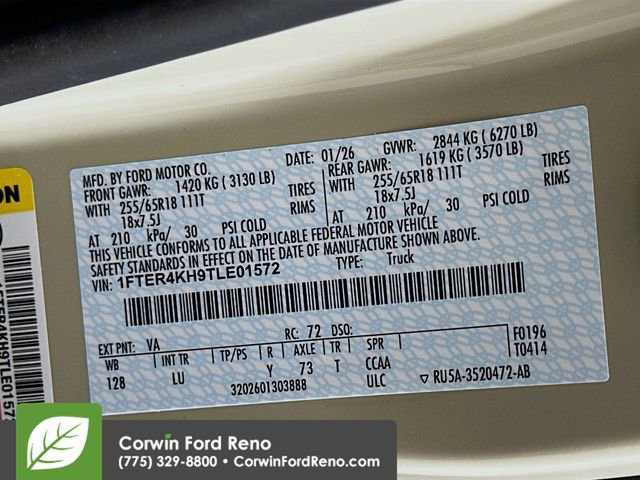 MFD. BY FORD MOTOR CO.
DATE: 01/26 GVWR: 2844 KG ( 6270 LB)
FRONT GAWR: 1420 KG ( 3130 LB) REAR GAWR: 1619 KG ( 3570 LB)
WITH 255/65R18 111T TIRES WITH 255/65R18 111T TIRES
18x7.5J RIMS 18x7.5J RIMS
AT 210 kPa/ 30 PSI COLD AT 210 kPa/ 30 PSI COLD
THIS VEHICLE CONFORMS TO ALL APPLICABLE FEDERAL MOTOR VEHICLE
SAFETY STANDARDS IN EFFECT ON THE DATE OF MANUFACTURE SHOWN ABOVE.
VIN: 1FTER4KH9TLE01572 TYPE: Truck
EXT PNT: VA RC: 72 DSO:
WB INT TR TP/PS R AXLE TR SPR F0196
128 LU Y 73 T CCAA T0414
3202601303888 ULC ▽ RU5A-3520472-AB
ON
1FTER4KH9TLE01572
Corwin Ford Reno
(775) 329-8800 • CorwinFordReno.com